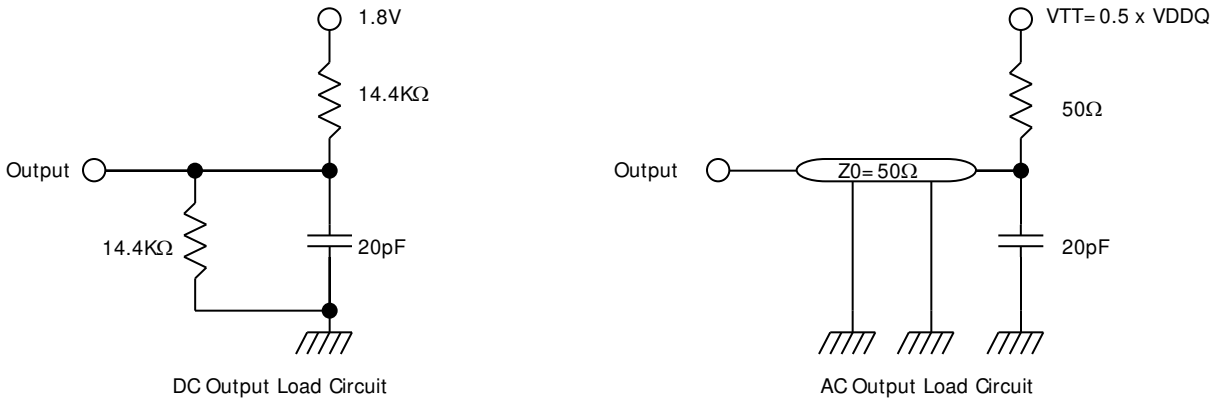 1.8V
14.4KΩ
Output
14.4KΩ
20pF
DC Output Load Circuit
VTT= 0.5 x VDDQ
50Ω
Output
Z0= 50Ω
20pF
AC Output Load Circuit